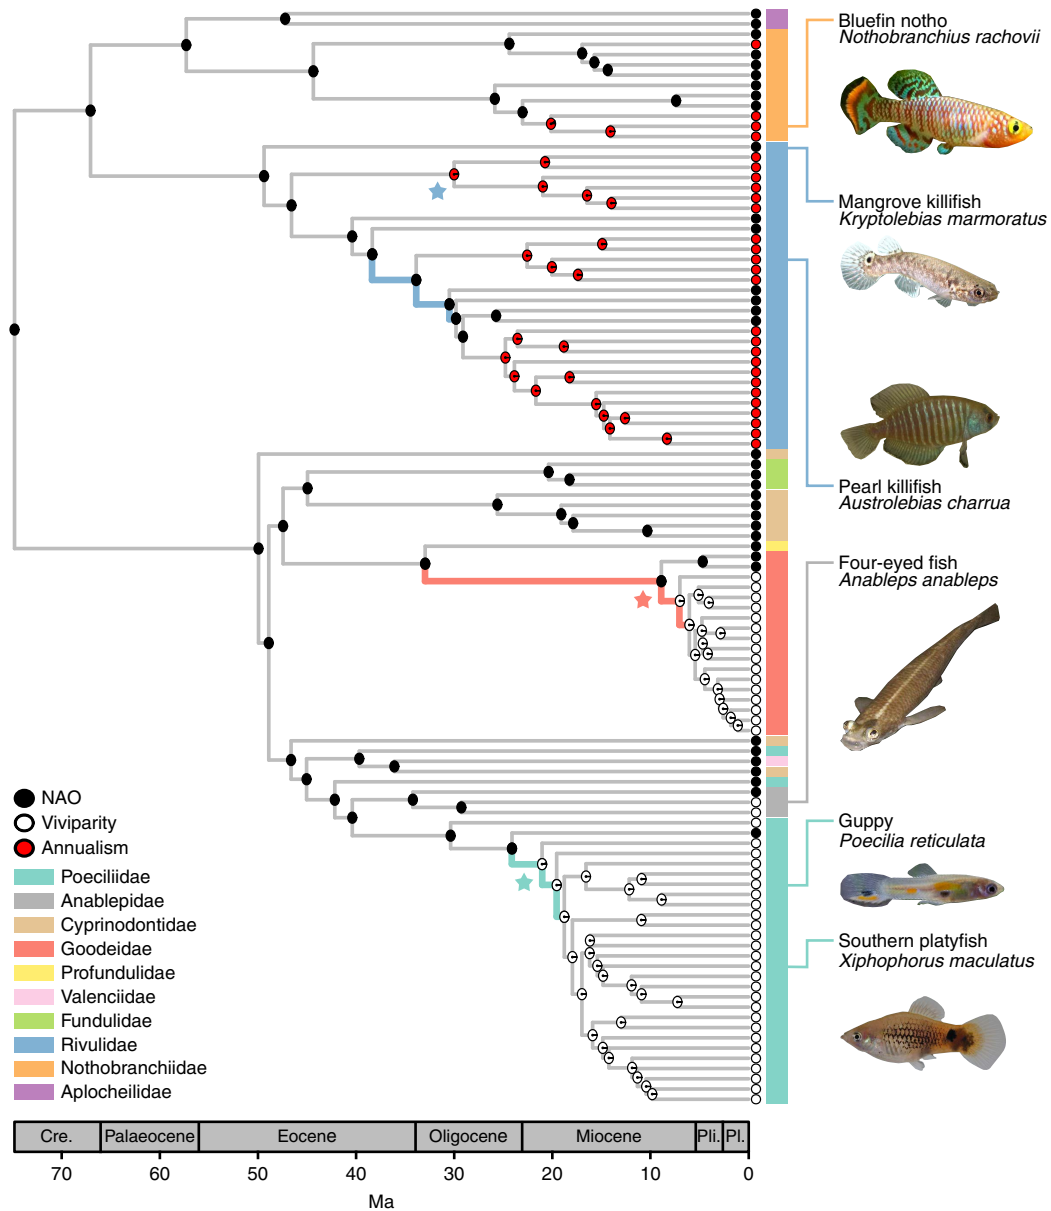 Bluefin notho
Nothobranchius rachovii
Mangrove killifish
Kryptolebias marmoratus
Pearl killifish
Austrolebias charrua
Four-eyed fish
Anableps anableps
Guppy
Poecilia reticulata
Southern platyfish
Xiphophorus maculatus
NAO
Viviparity
Annualism
Poeciliidae
Anablepidae
Cyprinodontidae
Goodeidae
Profundulidae
Valenciidae
Fundulidae
Rivulidae
Nothobranchiidae
Aplocheilidae
Cre. Palaeocene Eocene Oligocene Miocene Pli. Pl.
70 60 50 40 30 20 10 0
Ma